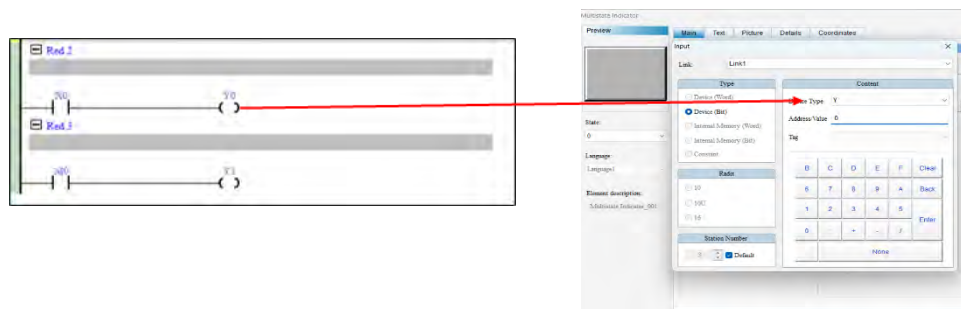 Red 2
X0
Y0
Red 3
Y1
Multistate Indicator
Preview
Main Text Picture Details Coordinates
Input
Link: Link1
Type
Content
Device (Word)
Type Y
Device (Bit)
Address/Value 0
Internal Memory (Word)
Internal Memory (Bit)
Tag
Constant
State:
0
Language:
Language1
Radix
B C D E F Clear
10
6 7 8 9 A Back
Element description:
10U
Multistate Indicator_001
1 2 3 4 5
16
Enter
0 . + - /
Station Number
None
Default